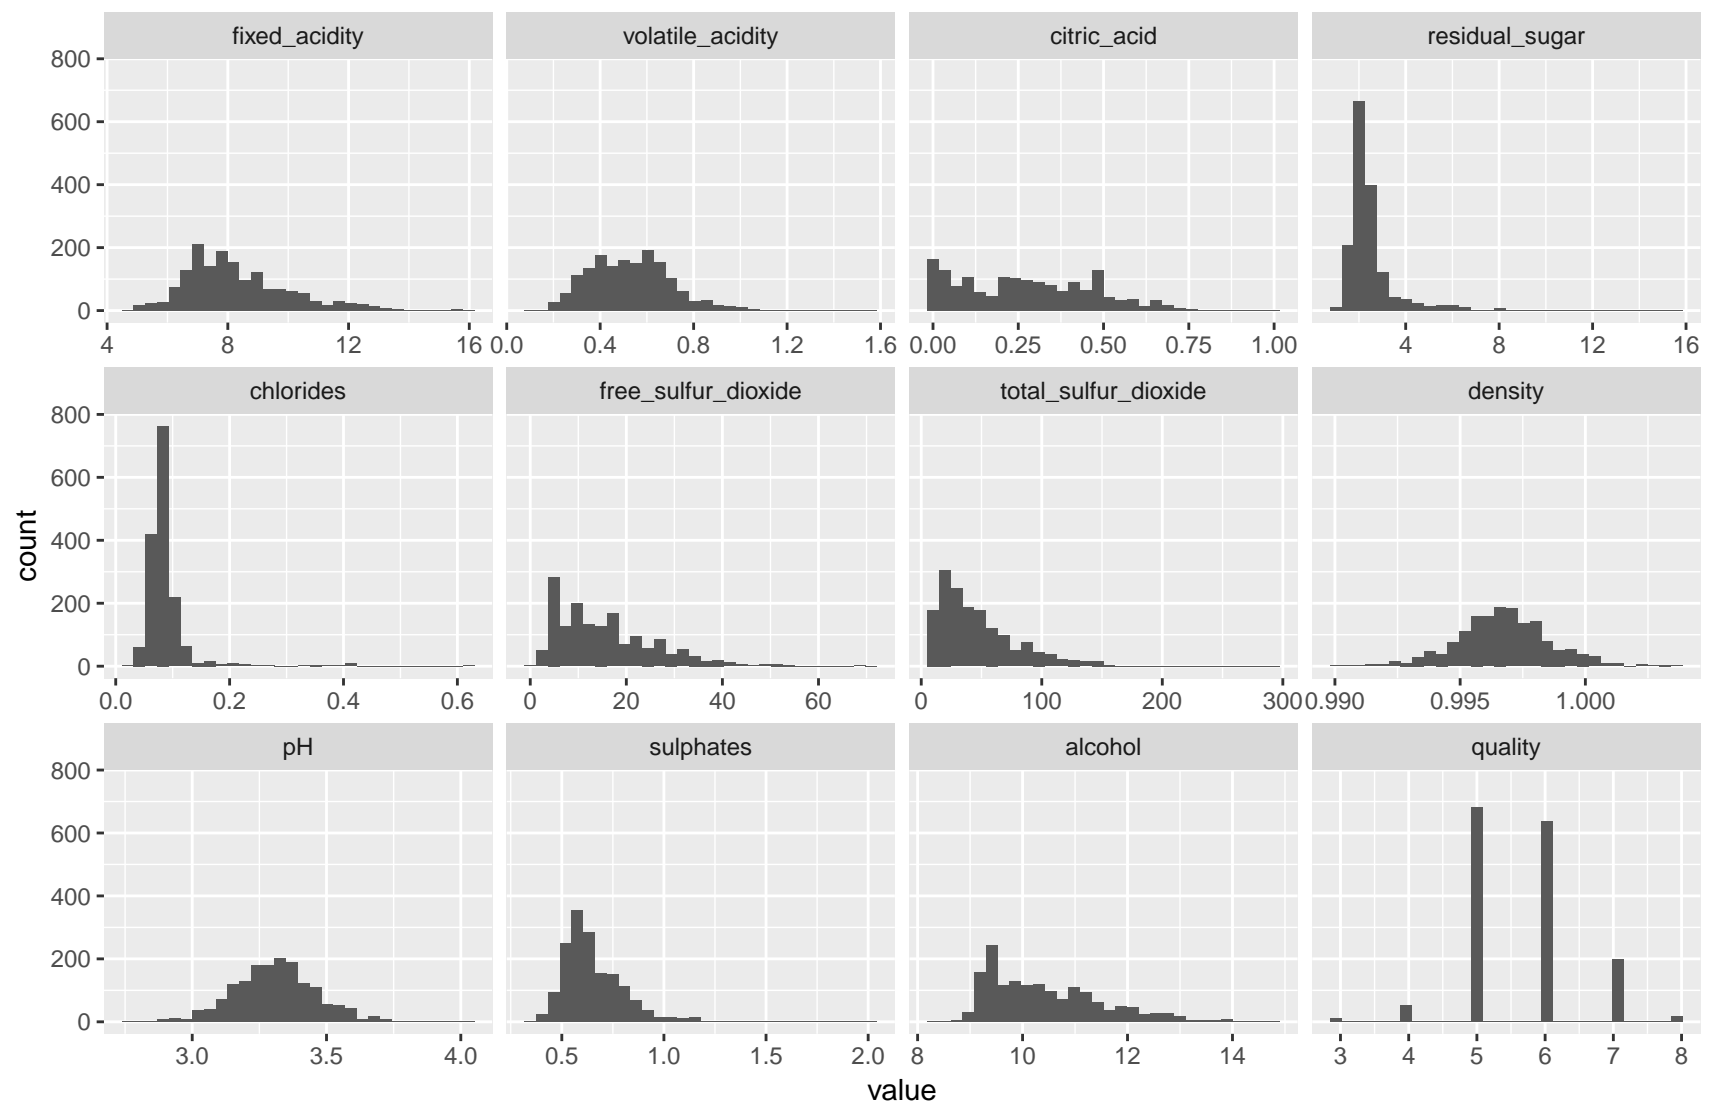 fixed_acidity volatile_acidity citric_acid residual_sugar
800
600
400
200
0
4 8 12 16 0.0 0.4 0.8 1.2 1.6 0.00 0.25 0.50 0.75 1.00 4 8 12 16
chlorides free_sulfur_dioxide total_sulfur_dioxide density
800
600
400
200
0
0.0 0.2 0.4 0.6 0 20 40 60 0 100 200 300 0.990 0.995 1.000
count
pH sulphates alcohol quality
800
600
400
200
0
3.0 3.5 4.0 0.5 1.0 1.5 2.0 8 10 12 14 3 4 5 6 7 8
value